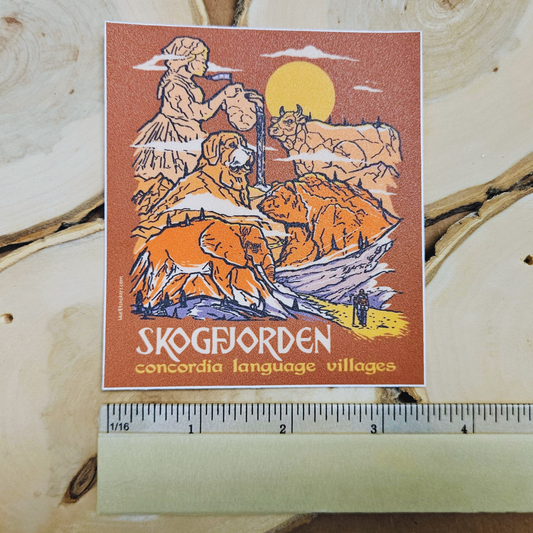 SKOGFJORDEN
concordia language villages
1/16
1 2 3 4